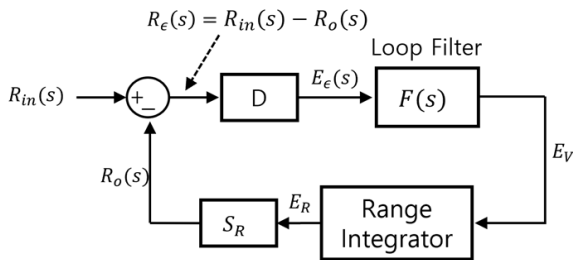 R_ϵ(s) = R_in(s) − R_o(s)
Loop Filter
R_in(s)
+
−
D
E_ϵ(s)
F(s)
E_V
R_o(s)
S_R
E_R
Range
Integrator